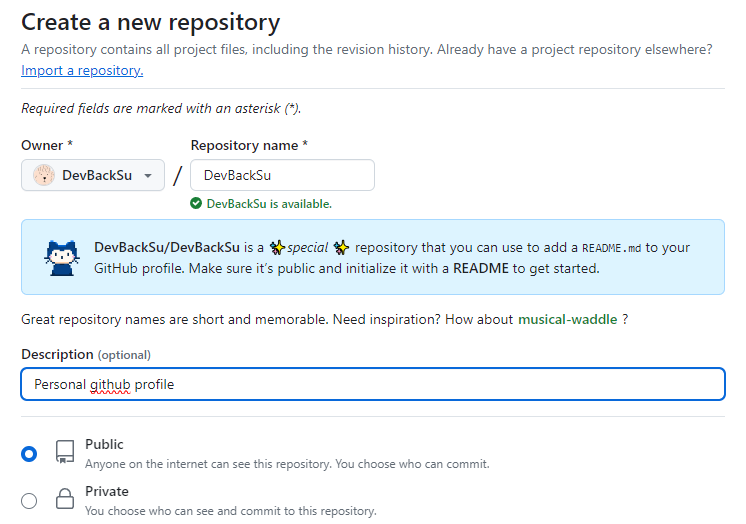 Create a new repository
A repository contains all project files, including the revision history. Already have a project repository elsewhere?
Import a repository.
Required fields are marked with an asterisk (*).
Owner * Repository name *
DevBackSu / DevBackSu
DevBackSu is available.
DevBackSu/DevBackSu is a ✨special ✨ repository that you can use to add a README.md to your
GitHub profile. Make sure it’s public and initialize it with a README to get started.
Great repository names are short and memorable. Need inspiration? How about musical-waddle ?
Description (optional)
Personal github profile
Public
Anyone on the internet can see this repository. You choose who can commit.
Private
You choose who can see and commit to this repository.